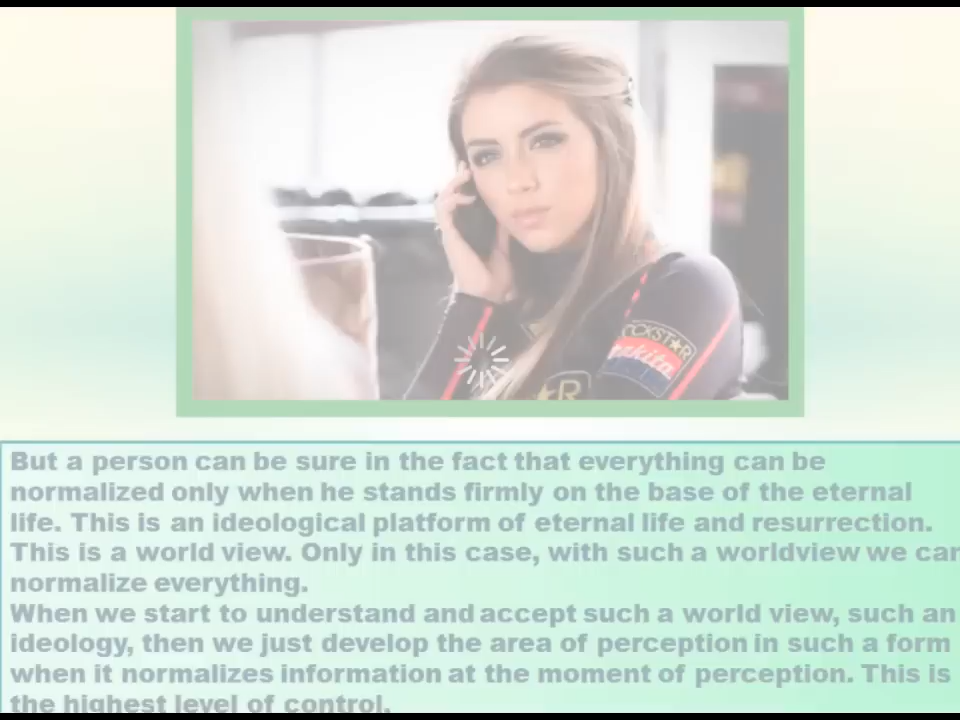 CKSTAR
makita
R
But a person can be sure in the fact that everything can be
normalized only when he stands firmly on the base of the eternal
life. This is an ideological platform of eternal life and resurrection.
This is a world view. Only in this case, with such a worldview we can
normalize everything.
When we start to understand and accept such a world view, such an
ideology, then we just develop the area of perception in such a form
when it normalizes information at the moment of perception. This is
the highest level of control.